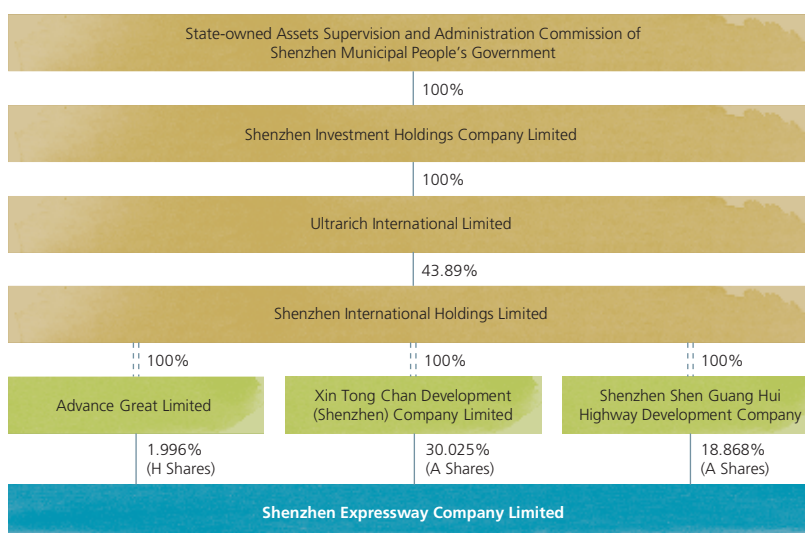 State-owned Assets Supervision and Administration Commission of
Shenzhen Municipal People’s Government
100%
Shenzhen Investment Holdings Company Limited
100%
Ultrarich International Limited
43.89%
Shenzhen International Holdings Limited
100%
100%
100%
Advance Great Limited
Xin Tong Chan Development
(Shenzhen) Company Limited
Shenzhen Shen Guang Hui
Highway Development Company
1.996%
(H Shares)
30.025%
(A Shares)
18.868%
(A Shares)
Shenzhen Expressway Company Limited